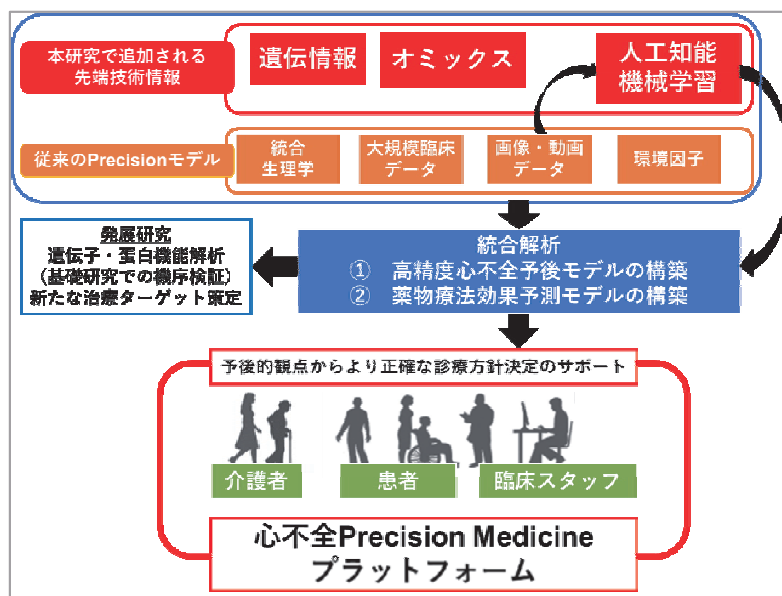 本研究で追加される
先端技術情報
遺伝情報
オミックス
人工知能
機械学習
従来のPrecisionモデル
統合
生理学
大規模臨床
データ
画像・動画
データ
環境因子
発展研究
遺伝子・蛋白機能解析
(基礎研究での機序検証)
新たな治療ターゲット策定
統合解析
① 高精度心不全予後モデルの構築
② 薬物療法効果予測モデルの構築
予後的観点からより正確な診療方針決定のサポート
介護者
患者
臨床スタッフ
心不全Precision Medicine
プラットフォーム